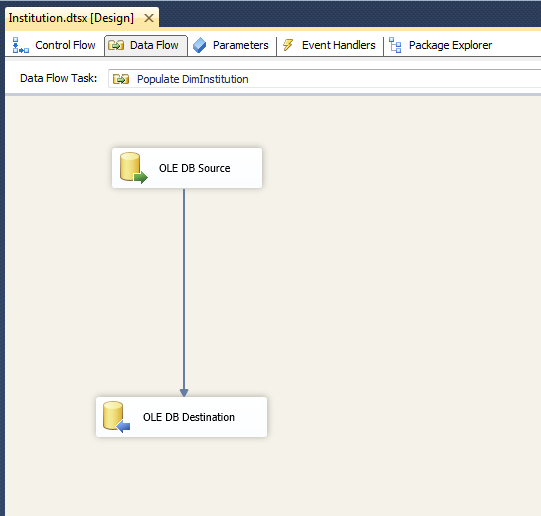 Institution.dtsx [Design]
Control Flow Data Flow Parameters Event Handlers Package Explorer
Data Flow Task: Populate DimInstitution
OLE DB Source
OLE DB Destination